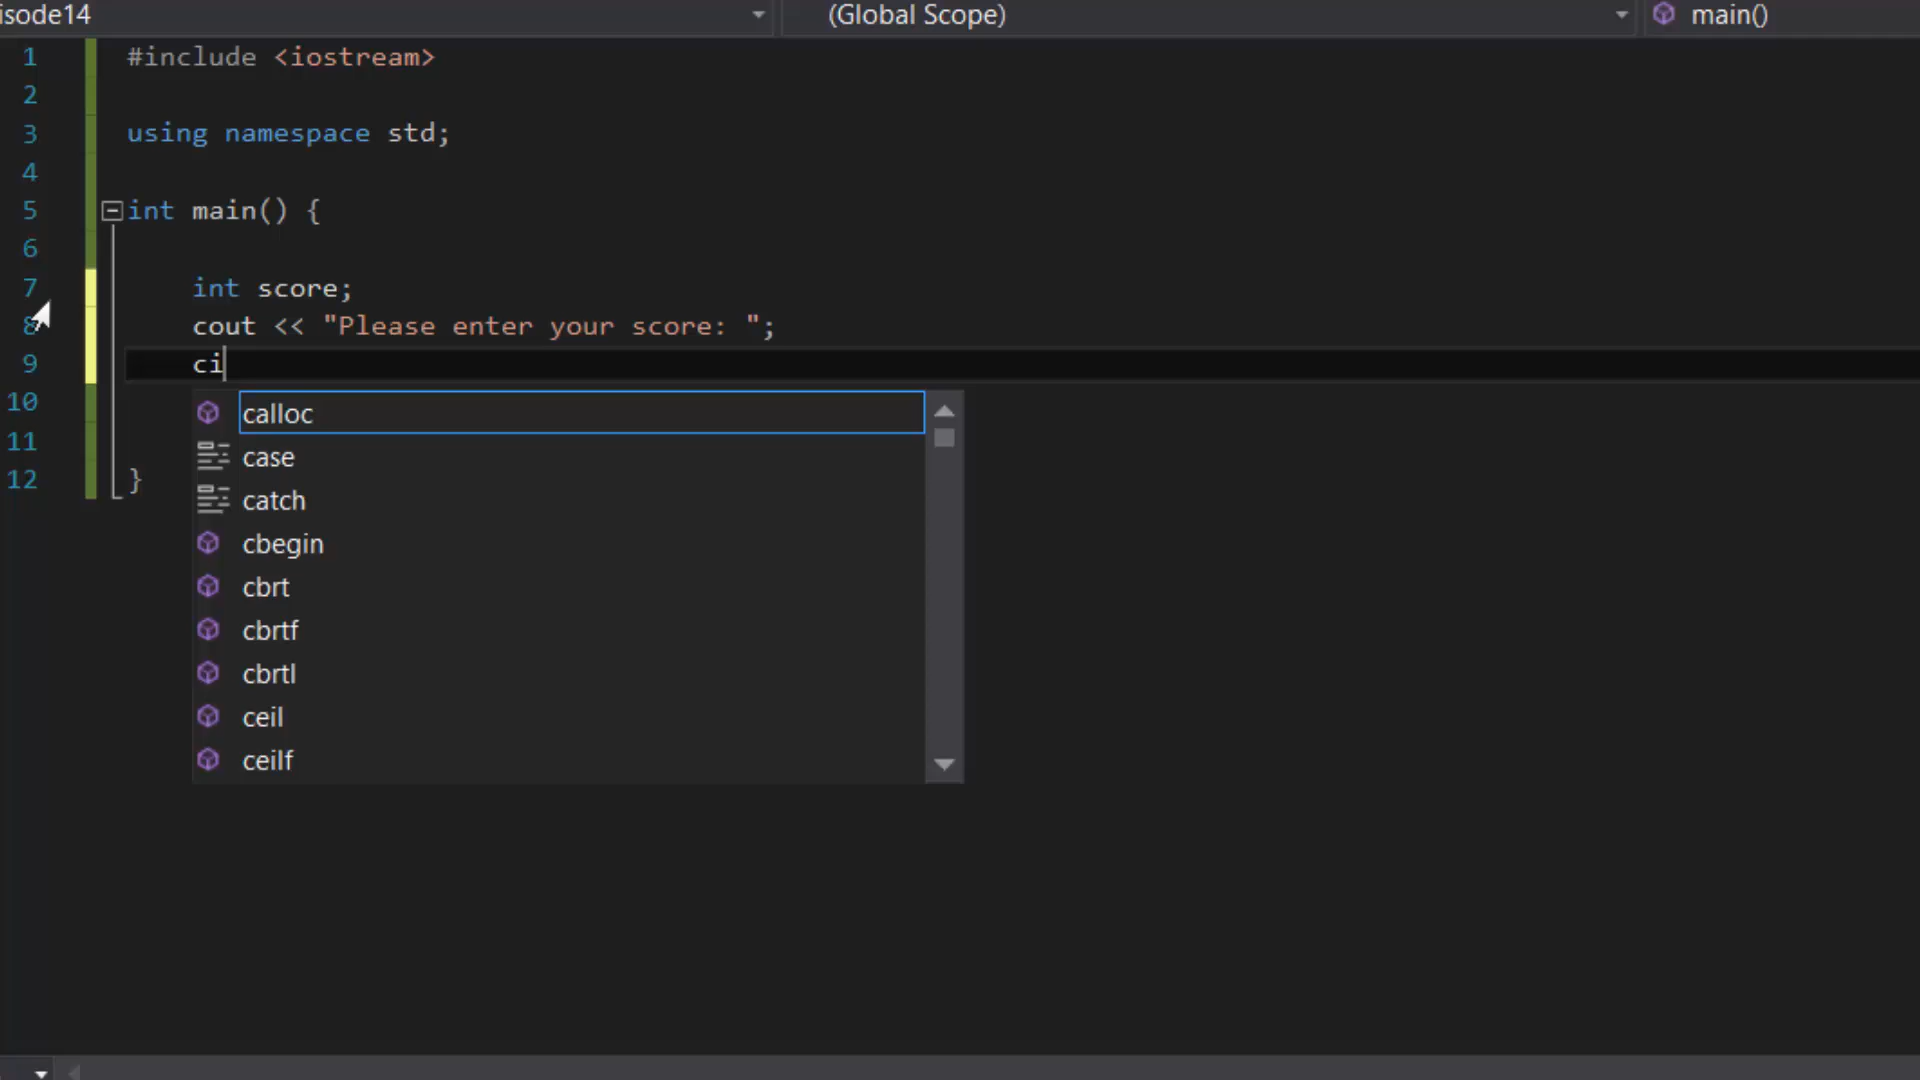 isode14 (Global Scope) main()
1 #include <iostream>
2
3 using namespace std;
4
5 int main() {
6
7 int score;
8 cout << "Please enter your score: ";
9 ci
10
11
12 }
calloc
case
catch
cbegin
cbrt
cbrtf
cbrtl
ceil
ceilf